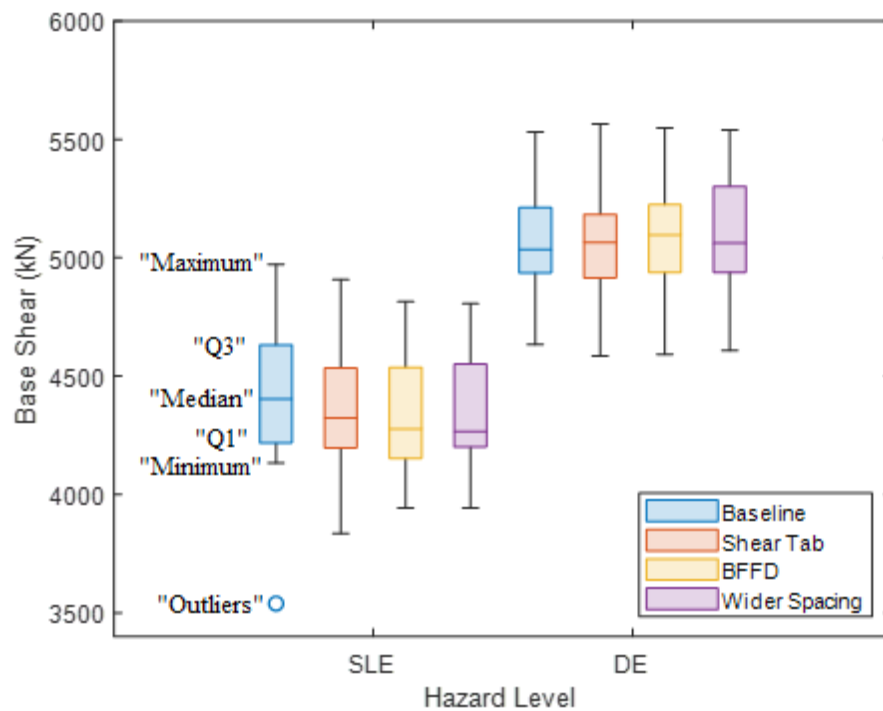 6000
5500
5000
4500
4000
3500
Base Shear (kN)
"Maximum"
"Q3"
"Median"
"Q1"
"Minimum"
"Outliers"
Baseline
Shear Tab
BFFD
Wider Spacing
SLE
DE
Hazard Level